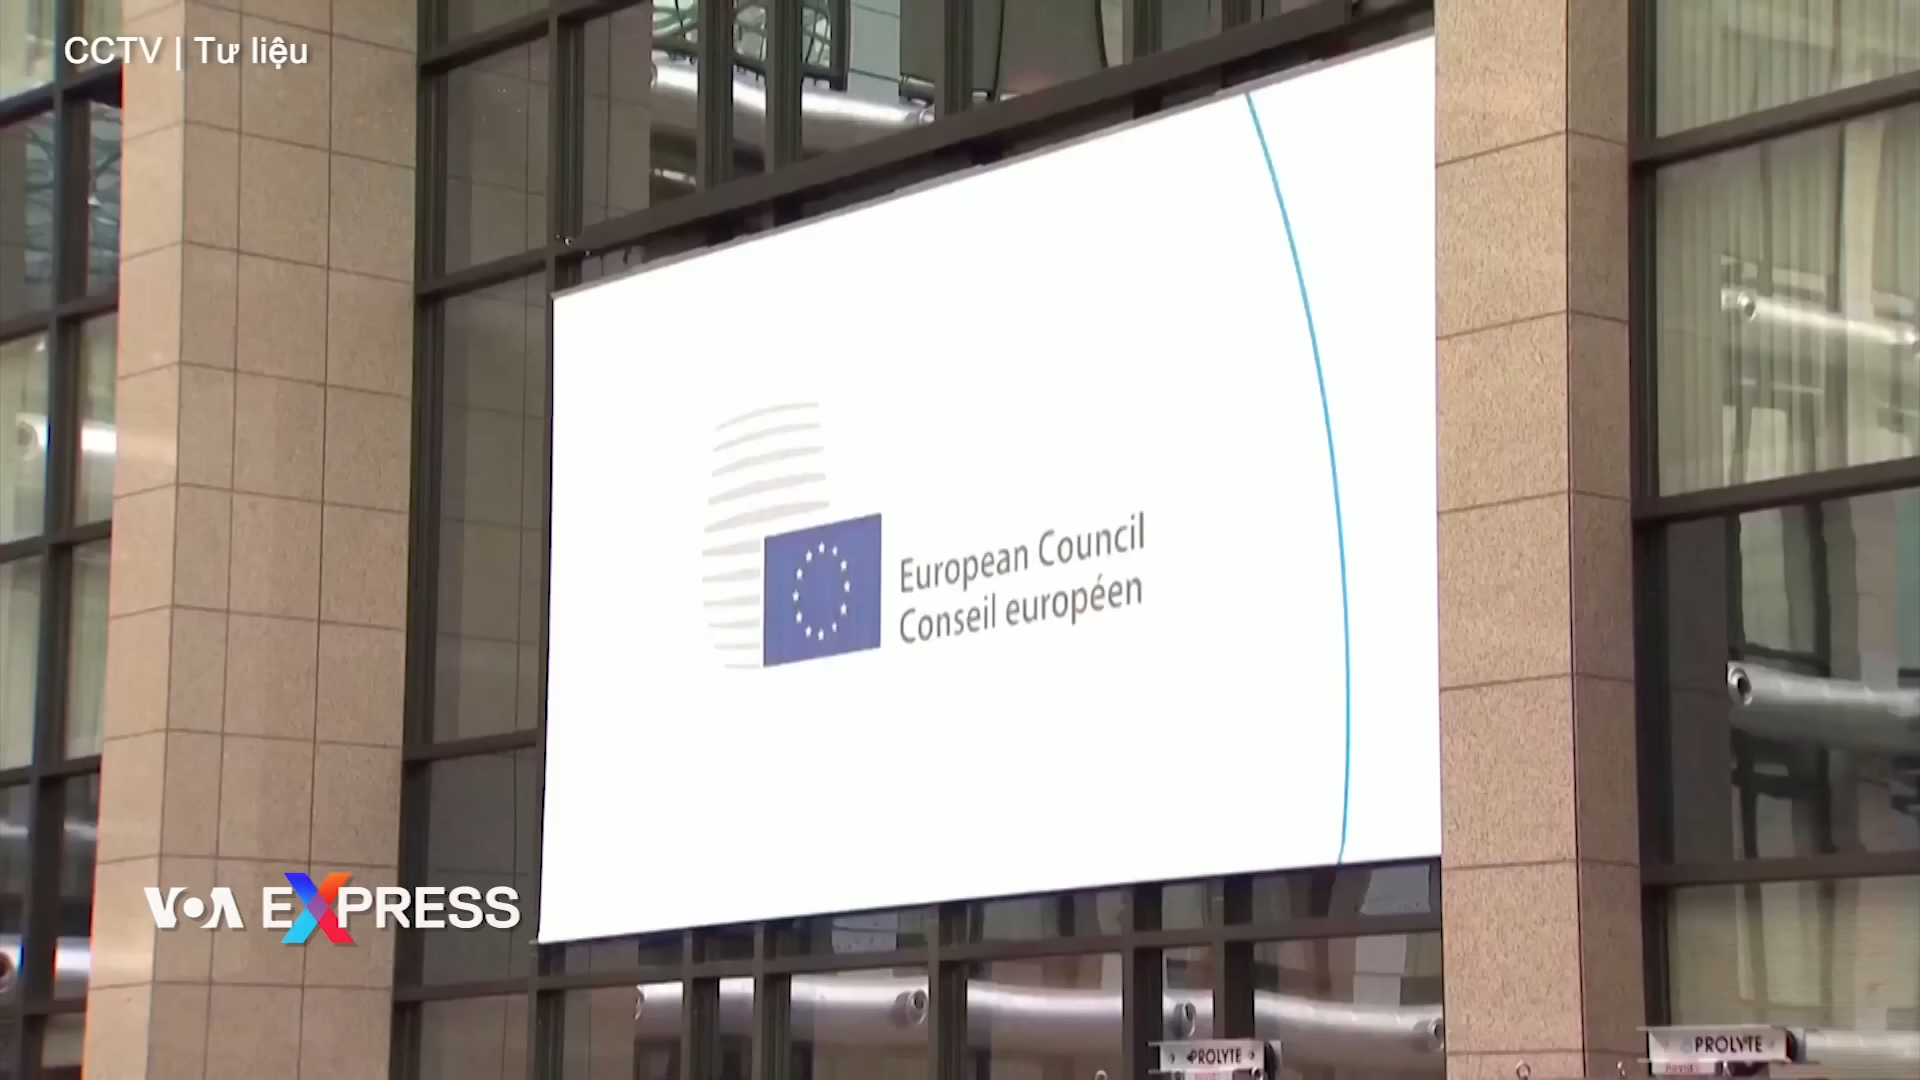 CCTV | Tư liệu
European Council
Conseil européen
VOA EXPRESS
PROLYTE
PROLYTE